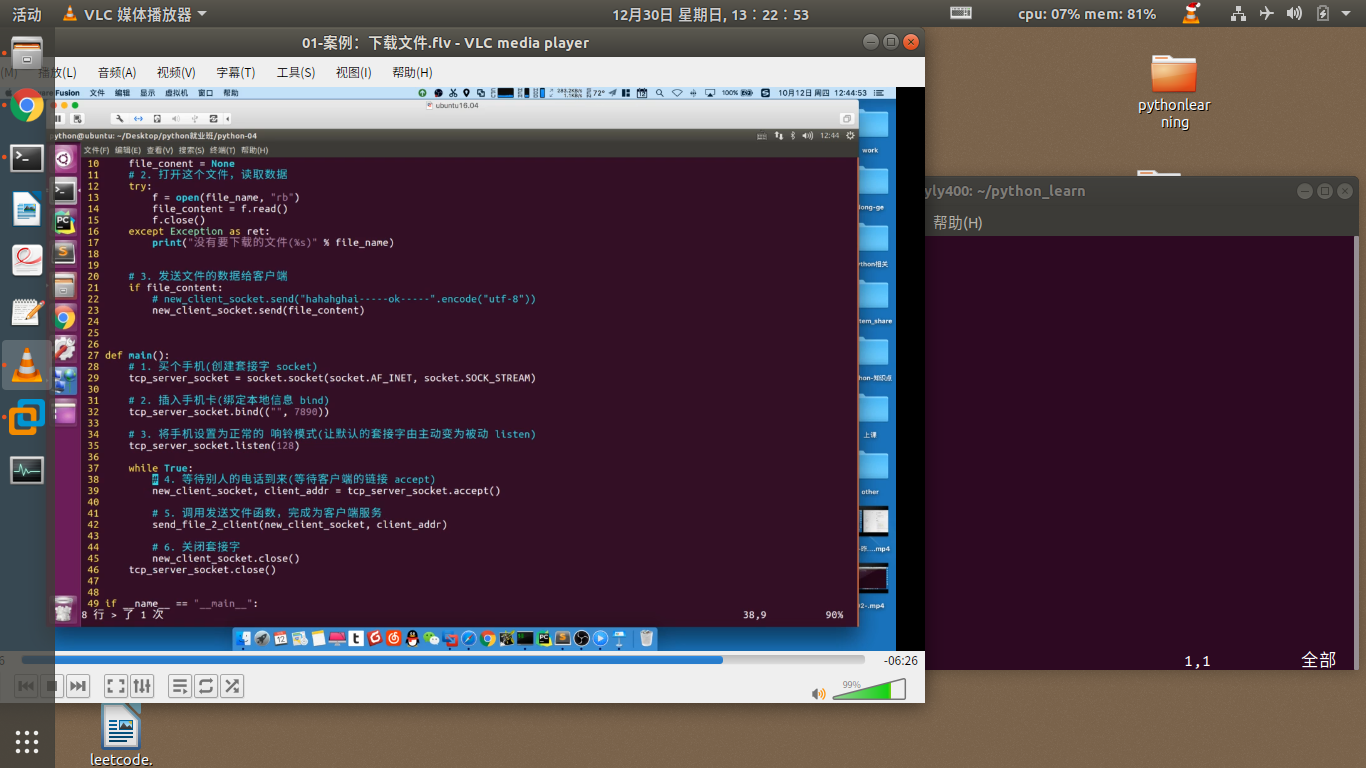 活动
VLC 媒体播放器
12月30日 星期日, 13：22：53
cpu: 07% mem: 81%
01-案例：下载文件.flv - VLC media player
(M)
播放(L)
音频(A)
视频(V)
字幕(T)
工具(S)
视图(I)
帮助(H)
Fusion
文件
编辑
显示
虚拟机
窗口
帮助
72°
100%
10月12日 周四 12:44:53
ubuntu16.04
python@ubuntu: ~/Desktop/python就业班/python-04
12:44
文件(F) 编辑(E) 查看(V) 搜索(S) 终端(T) 帮助(H)
10 file_conent = None
11 # 2. 打开这个文件，读取数据
12 try:
13 f = open(file_name, "rb")
14 file_content = f.read()
15 f.close()
16 except Exception as ret:
17 print("没有要下载的文件(%s)" % file_name)
18
19
20 # 3. 发送文件的数据给客户端
21 if file_content:
22 # new_client_socket.send("hahahghai-----ok-----".encode("utf-8"))
23 new_client_socket.send(file_content)
24
25
26
27 def main():
28 # 1. 买个手机(创建套接字 socket)
29 tcp_server_socket = socket.socket(socket.AF_INET, socket.SOCK_STREAM)
30
31 # 2. 插入手机卡(绑定本地信息 bind)
32 tcp_server_socket.bind(("", 7890))
33
34 # 3. 将手机设置为正常的 响铃模式(让默认的套接字由主动变为被动 listen)
35 tcp_server_socket.listen(128)
36
37 while True:
38 # 4. 等待别人的电话到来(等待客户端的链接 accept)
39 new_client_socket, client_addr = tcp_server_socket.accept()
40
41 # 5. 调用发送文件函数，完成为客户端服务
42 send_file_2_client(new_client_socket, client_addr)
43
44 # 6. 关闭套接字
45 new_client_socket.close()
46 tcp_server_socket.close()
47
48
49 if __name__ == "__main__":
8 行 > 了 1 次
38,9
90%
work
long-ge
thon相关
tem_share
hon-知识点
上课
other
....mp4
02-.mp4
-06:26
99%
pythonlear
ning
yly400: ~/python_learn
帮助(H)
1,1
全部
leetcode.